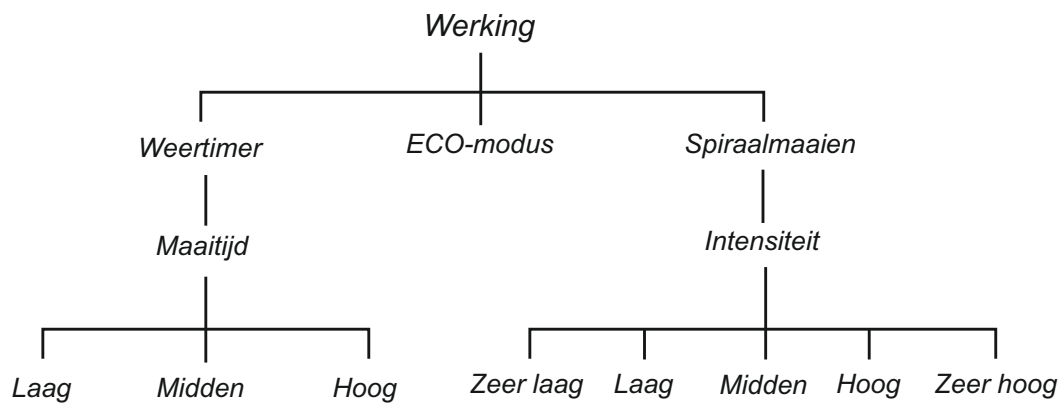 Werking
Weertimer ECO-modus Spiraalmaaien
Maaitijd Intensiteit
Laag Midden Hoog Zeer laag Laag Midden Hoog Zeer hoog